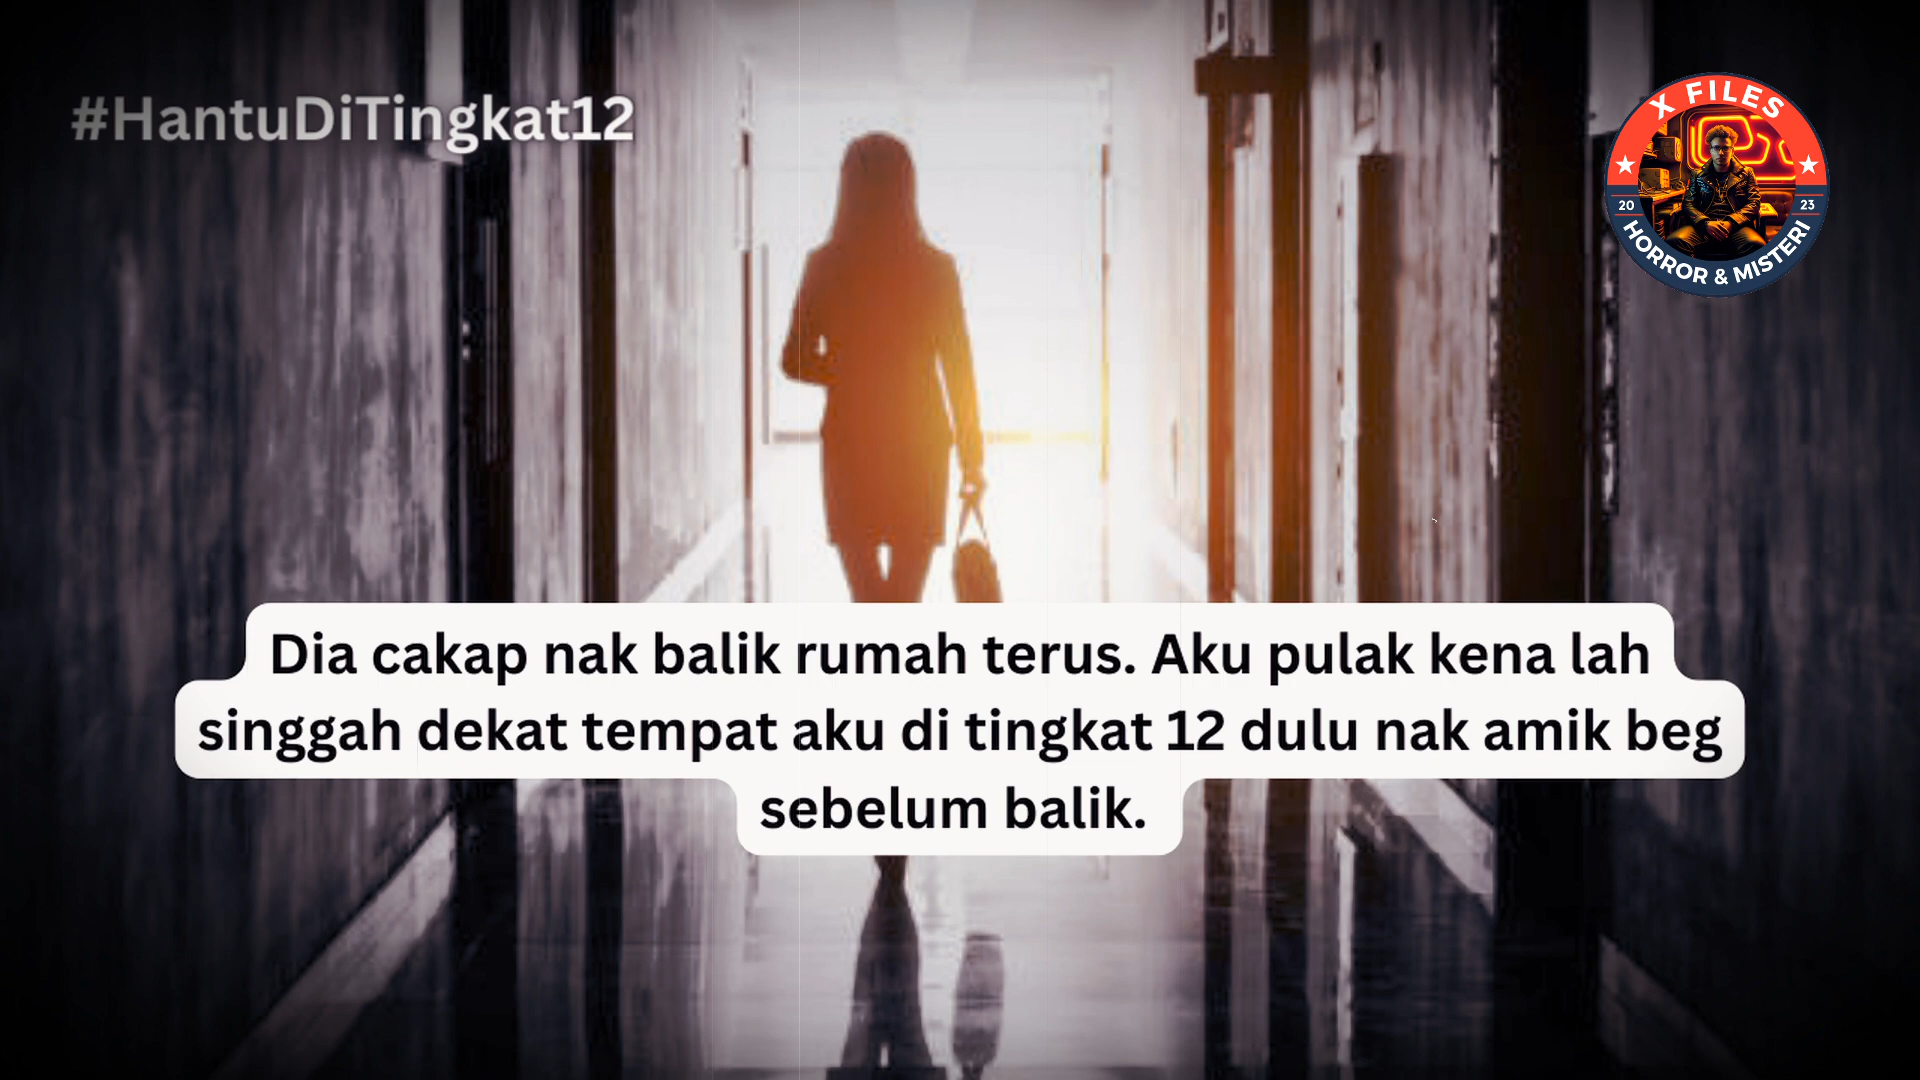 #HantuDiTingkat12
X FILES
20 23
HORROR & MISTERI
Dia cakap nak balik rumah terus. Aku pulak kena lah
singgah dekat tempat aku di tingkat 12 dulu nak amik beg
sebelum balik.